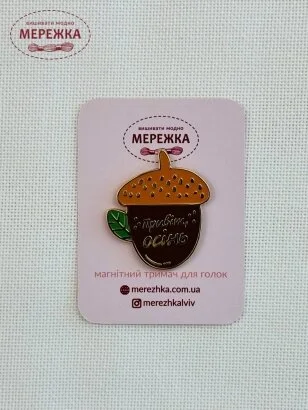 вишивати модно
МЕРЕЖКА
вишивати модно
МЕРЕЖКА
Привіт,
осінь
магнітний тримач для голок
merezhka.com.ua
merezhkalviv